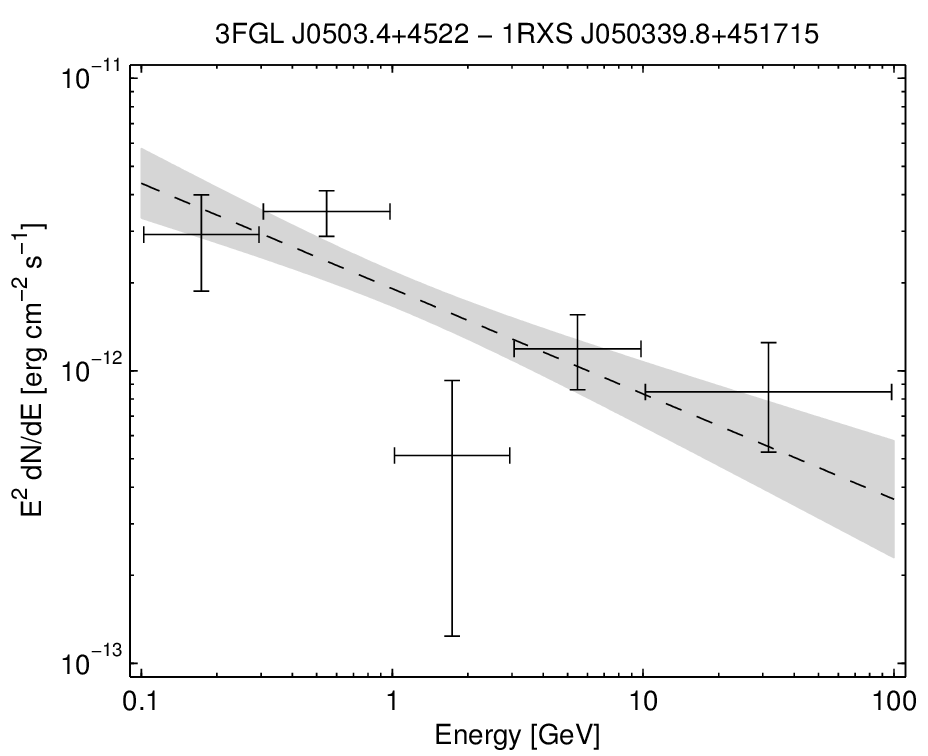 3FGL J0503.4+4522 − 1RXS J050339.8+451715
E² dN/dE [erg cm⁻² s⁻¹]
10⁻¹¹
10⁻¹²
10⁻¹³
0.1 1 10 100
Energy [GeV]